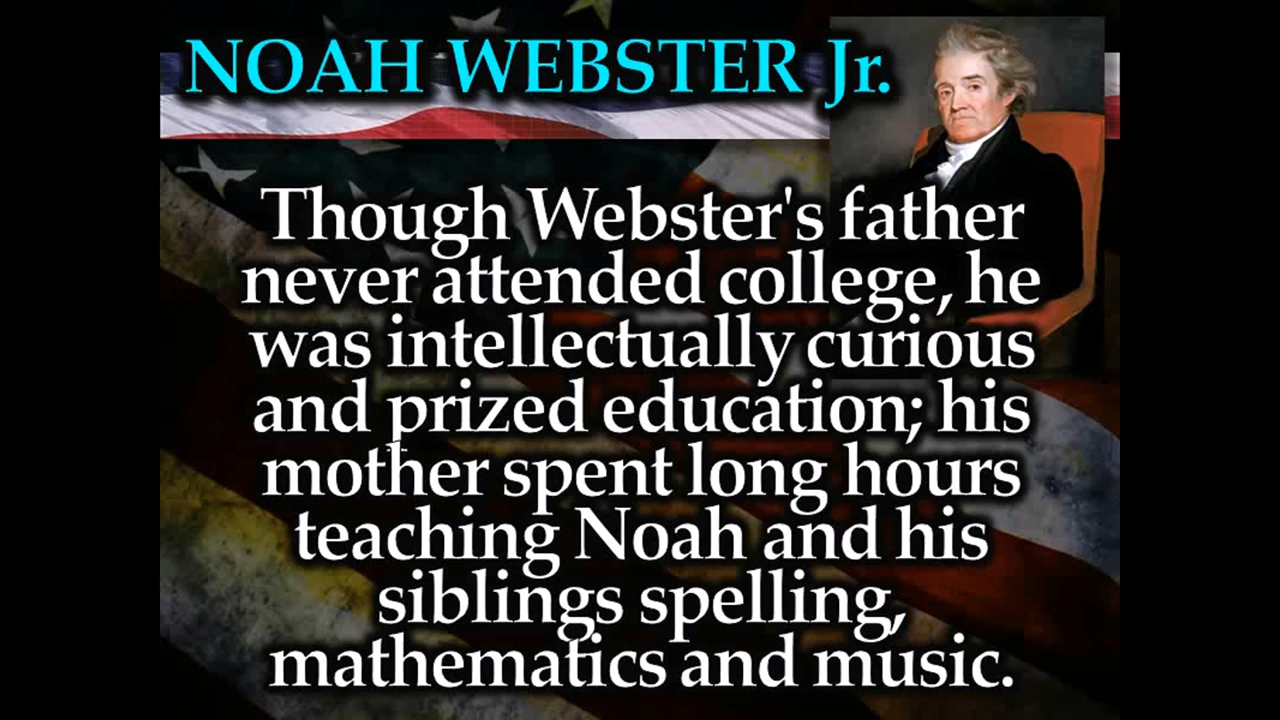 NOAH WEBSTER Jr.
Though Webster's father
never attended college, he
was intellectually curious
and prized education; his
mother spent long hours
teaching Noah and his
siblings spelling,
mathematics and music.